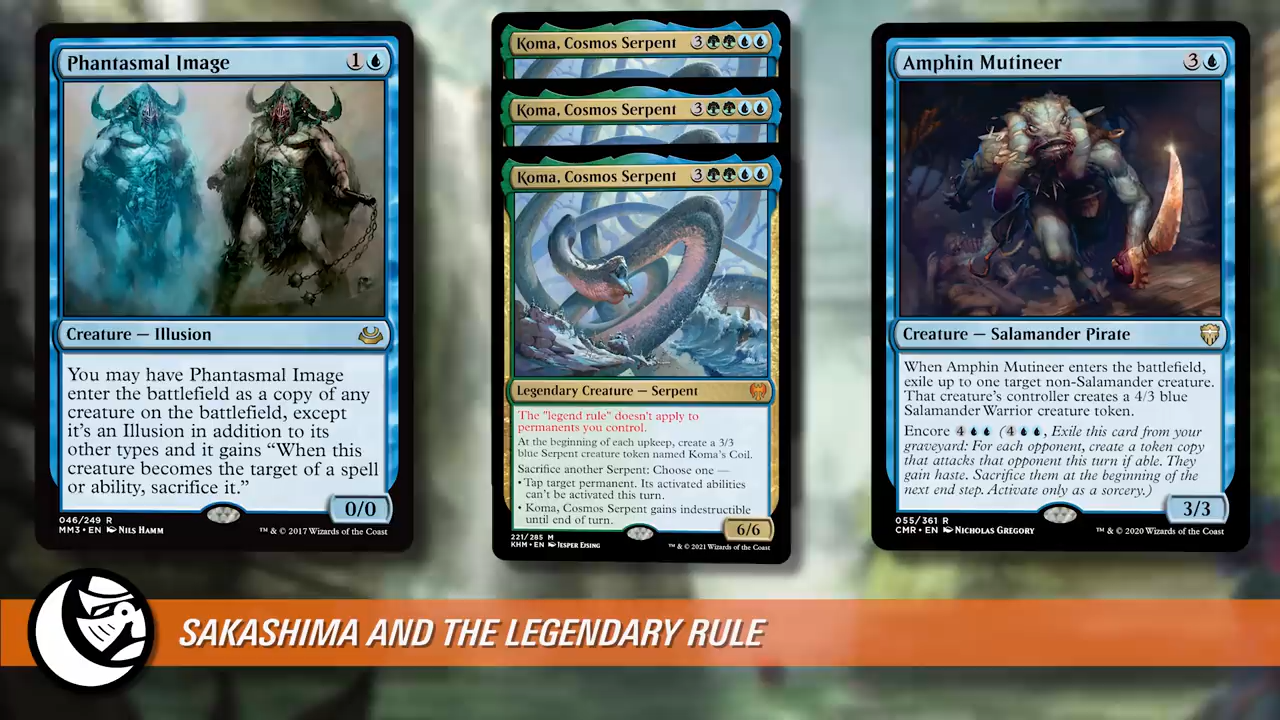 Phantasmal Image 1
Creature — Illusion
You may have Phantasmal Image
enter the battlefield as a copy of any
creature on the battlefield, except
it's an Illusion in addition to its
other types and it gains "When this
creature becomes the target of a spell
or ability, sacrifice it."
0/0
046/249 R
MM3 • EN Nils Hamm
™ & © 2017 Wizards of the Coast
Koma, Cosmos Serpent 3
Koma, Cosmos Serpent 3
Koma, Cosmos Serpent 3
Legendary Creature — Serpent
The "legend rule" doesn't apply to
permanents you control.
At the beginning of each upkeep, create a 3/3
blue Serpent creature token named Koma's Coil.
Sacrifice another Serpent: Choose one —
• Tap target permanent. Its activated abilities
can't be activated this turn.
• Koma, Cosmos Serpent gains indestructible
until end of turn.
6/6
221/285 M
KHM • EN Jesper Ejsing
™ & © 2021 Wizards of the Coast
Amphin Mutineer 3
Creature — Salamander Pirate
When Amphin Mutineer enters the battlefield,
exile up to one target non-Salamander creature.
That creature's controller creates a 4/3 blue
Salamander Warrior creature token.
Encore 4 (4, Exile this card from your
graveyard: For each opponent, create a token copy
that attacks that opponent this turn if able. They
gain haste. Sacrifice them at the beginning of the
next end step. Activate only as a sorcery.)
3/3
055/361 R
CMR • EN Nicholas Gregory
™ & © 2020 Wizards of the Coast
SAKASHIMA AND THE LEGENDARY RULE